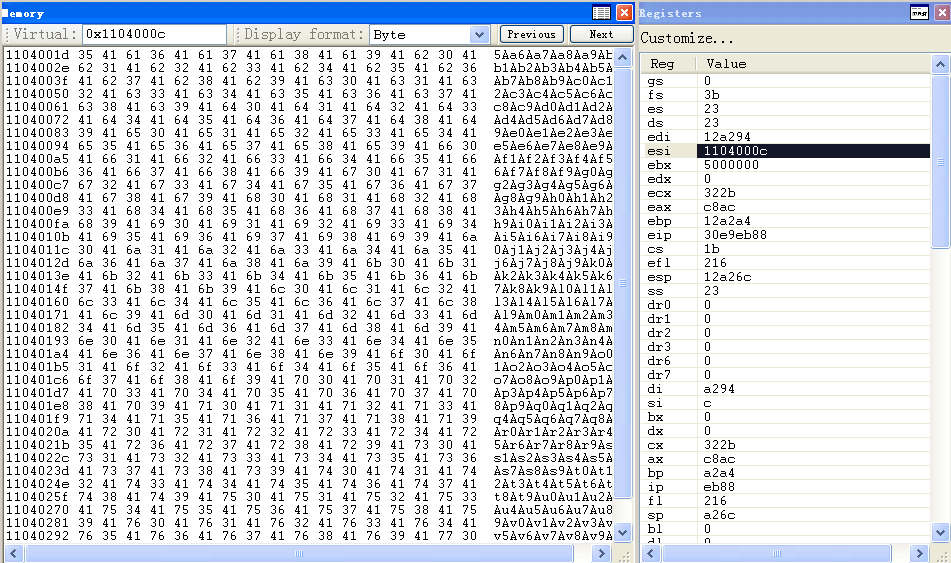 Memory
Virtual: 0x1104000c Display format: Byte Previous Next
1104001d 35 41 61 36 41 61 37 41 61 38 41 61 39 41 62 30 41 5Aa6Aa7Aa8Aa9Ab
1104002e 62 31 41 62 32 41 62 33 41 62 34 41 62 35 41 62 36 b1Ab2Ab3Ab4Ab5A
1104003f 41 62 37 41 62 38 41 62 39 41 63 30 41 63 31 41 63 Ab7Ab8Ab9Ac0Ac1
11040050 32 41 63 33 41 63 34 41 63 35 41 63 36 41 63 37 41 2Ac3Ac4Ac5Ac6Ac
11040061 63 38 41 63 39 41 64 30 41 64 31 41 64 32 41 64 33 c8Ac9Ad0Ad1Ad2A
11040072 41 64 34 41 64 35 41 64 36 41 64 37 41 64 38 41 64 Ad4Ad5Ad6Ad7Ad8
11040083 39 41 65 30 41 65 31 41 65 32 41 65 33 41 65 34 41 9Ae0Ae1Ae2Ae3Ae
11040094 65 35 41 65 36 41 65 37 41 65 38 41 65 39 41 66 30 e5Ae6Ae7Ae8Ae9A
110400a5 41 66 31 41 66 32 41 66 33 41 66 34 41 66 35 41 66 Af1Af2Af3Af4Af5
110400b6 36 41 66 37 41 66 38 41 66 39 41 67 30 41 67 31 41 6Af7Af8Af9Ag0Ag
110400c7 67 32 41 67 33 41 67 34 41 67 35 41 67 36 41 67 37 g2Ag3Ag4Ag5Ag6A
110400d8 41 67 38 41 67 39 41 68 30 41 68 31 41 68 32 41 68 Ag8Ag9Ah0Ah1Ah2
110400e9 33 41 68 34 41 68 35 41 68 36 41 68 37 41 68 38 41 3Ah4Ah5Ah6Ah7Ah
110400fa 68 39 41 69 30 41 69 31 41 69 32 41 69 33 41 69 34 h9Ai0Ai1Ai2Ai3A
1104010b 41 69 35 41 69 36 41 69 37 41 69 38 41 69 39 41 6a Ai5Ai6Ai7Ai8Ai9
1104011c 30 41 6a 31 41 6a 32 41 6a 33 41 6a 34 41 6a 35 41 0Aj1Aj2Aj3Aj4Aj
1104012d 6a 36 41 6a 37 41 6a 38 41 6a 39 41 6b 30 41 6b 31 j6Aj7Aj8Aj9Ak0A
1104013e 41 6b 32 41 6b 33 41 6b 34 41 6b 35 41 6b 36 41 6b Ak2Ak3Ak4Ak5Ak6
1104014f 37 41 6b 38 41 6b 39 41 6c 30 41 6c 31 41 6c 32 41 7Ak8Ak9Al0Al1Al
11040160 6c 33 41 6c 34 41 6c 35 41 6c 36 41 6c 37 41 6c 38 l3Al4Al5Al6Al7A
11040171 41 6c 39 41 6d 30 41 6d 31 41 6d 32 41 6d 33 41 6d Al9Am0Am1Am2Am3
11040182 34 41 6d 35 41 6d 36 41 6d 37 41 6d 38 41 6d 39 41 4Am5Am6Am7Am8Am
11040193 6e 30 41 6e 31 41 6e 32 41 6e 33 41 6e 34 41 6e 35 n0An1An2An3An4A
110401a4 41 6e 36 41 6e 37 41 6e 38 41 6e 39 41 6f 30 41 6f An6An7An8An9Ao0
110401b5 31 41 6f 32 41 6f 33 41 6f 34 41 6f 35 41 6f 36 41 1Ao2Ao3Ao4Ao5Ao
110401c6 6f 37 41 6f 38 41 6f 39 41 70 30 41 70 31 41 70 32 o7Ao8Ao9Ap0Ap1A
110401d7 41 70 33 41 70 34 41 70 35 41 70 36 41 70 37 41 70 Ap3Ap4Ap5Ap6Ap7
110401e8 38 41 70 39 41 71 30 41 71 31 41 71 32 41 71 33 41 8Ap9Aq0Aq1Aq2Aq
110401f9 71 34 41 71 35 41 71 36 41 71 37 41 71 38 41 71 39 q4Aq5Aq6Aq7Aq8A
1104020a 41 72 30 41 72 31 41 72 32 41 72 33 41 72 34 41 72 Ar0Ar1Ar2Ar3Ar4
1104021b 35 41 72 36 41 72 37 41 72 38 41 72 39 41 73 30 41 5Ar6Ar7Ar8Ar9As
1104022c 73 31 41 73 32 41 73 33 41 73 34 41 73 35 41 73 36 s1As2As3As4As5A
1104023d 41 73 37 41 73 38 41 73 39 41 74 30 41 74 31 41 74 As7As8As9At0At1
1104024e 32 41 74 33 41 74 34 41 74 35 41 74 36 41 74 37 41 2At3At4At5At6At
1104025f 74 38 41 74 39 41 75 30 41 75 31 41 75 32 41 75 33 t8At9Au0Au1Au2A
11040270 41 75 34 41 75 35 41 75 36 41 75 37 41 75 38 41 75 Au4Au5Au6Au7Au8
11040281 39 41 76 30 41 76 31 41 76 32 41 76 33 41 76 34 41 9Av0Av1Av2Av3Av
11040292 76 35 41 76 36 41 76 37 41 76 38 41 76 39 41 77 30 v5Av6Av7Av8Av9A
Registers
Customize...
Reg Value
gs 0
fs 3b
es 23
ds 23
edi 12a294
esi 1104000c
ebx 5000000
edx 0
ecx 322b
eax c8ac
ebp 12a2a4
eip 30e9eb88
cs 1b
efl 216
esp 12a26c
ss 23
dr0 0
dr1 0
dr2 0
dr3 0
dr6 0
dr7 0
di a294
si c
bx 0
dx 0
cx 322b
ax c8ac
bp a2a4
ip eb88
fl 216
sp a26c
bl 0
dl 0